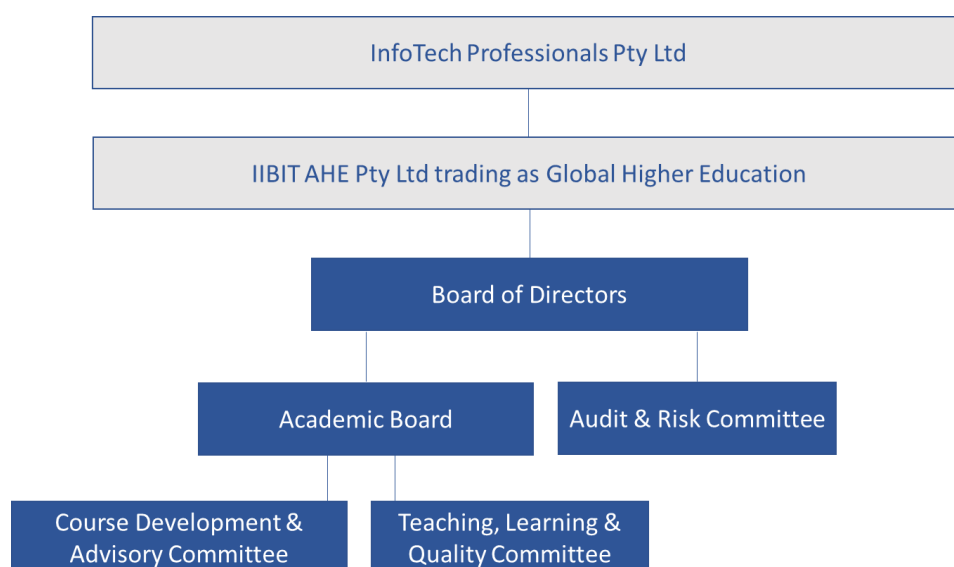 InfoTech Professionals Pty Ltd
IIBIT AHE Pty Ltd trading as Global Higher Education
Board of Directors
Academic Board
Audit & Risk Committee
Course Development &
Advisory Committee
Teaching, Learning &
Quality Committee